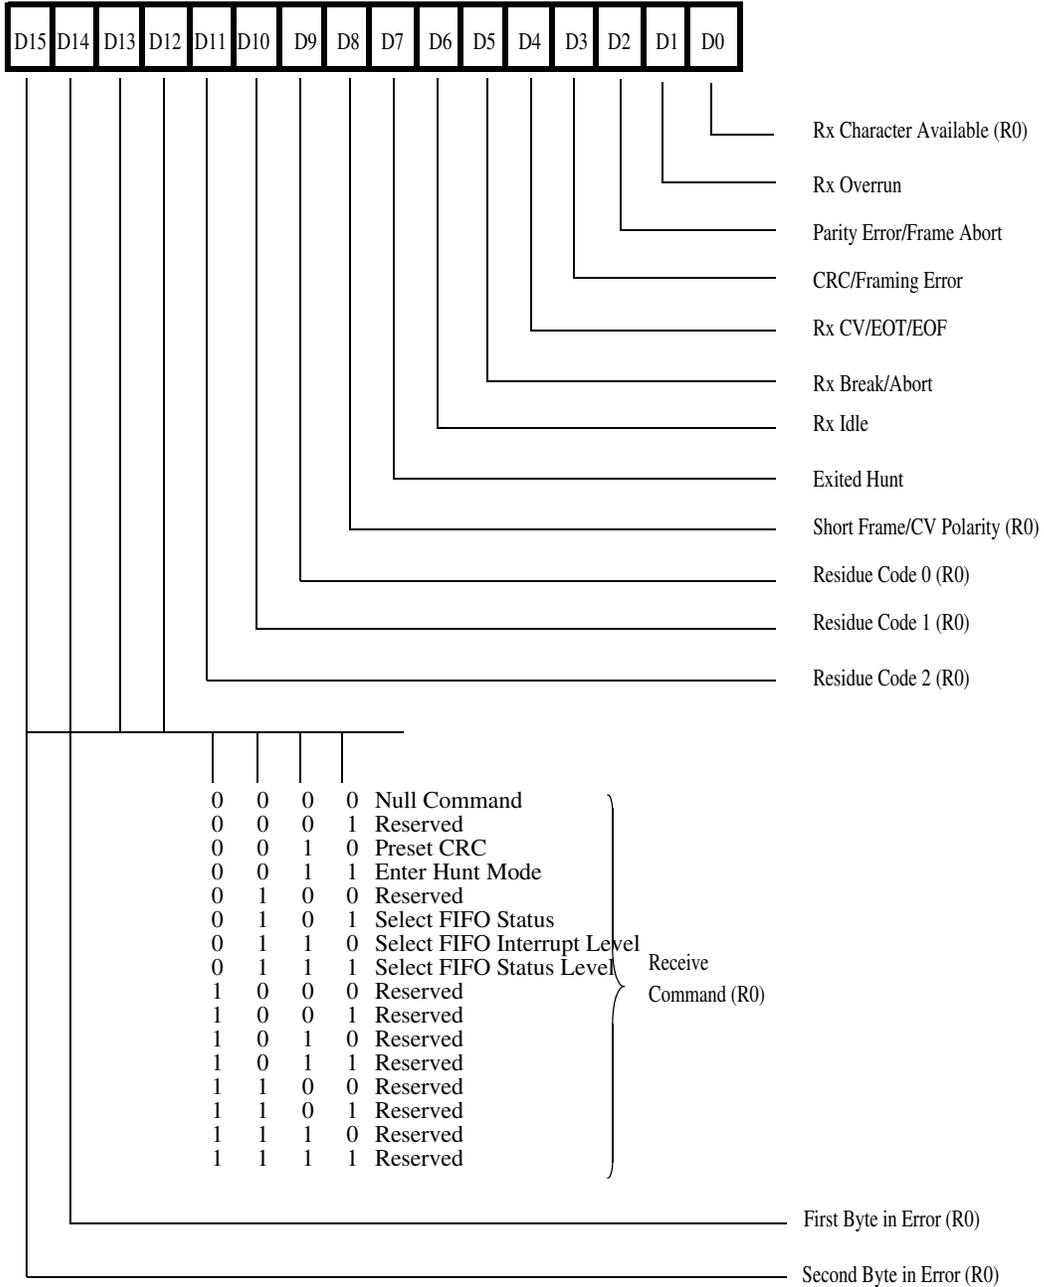 D15 D14 D13 D12 D11 D10 D9 D8 D7 D6 D5 D4 D3 D2 D1 D0
Rx Character Available (R0)
Rx Overrun
Parity Error/Frame Abort
CRC/Framing Error
Rx CV/EOT/EOF
Rx Break/Abort
Rx Idle
Exited Hunt
Short Frame/CV Polarity (R0)
Residue Code 0 (R0)
Residue Code 1 (R0)
Residue Code 2 (R0)
0 0 0 0 Null Command
0 0 0 1 Reserved
0 0 1 0 Preset CRC
0 0 1 1 Enter Hunt Mode
0 1 0 0 Reserved
0 1 0 1 Select FIFO Status
0 1 1 0 Select FIFO Interrupt Level
0 1 1 1 Select FIFO Status Level
1 0 0 0 Reserved
1 0 0 1 Reserved
1 0 1 0 Reserved
1 0 1 1 Reserved
1 1 0 0 Reserved
1 1 0 1 Reserved
1 1 1 0 Reserved
1 1 1 1 Reserved
Receive
Command (R0)
First Byte in Error (R0)
Second Byte in Error (R0)